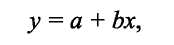 y = a + bx,